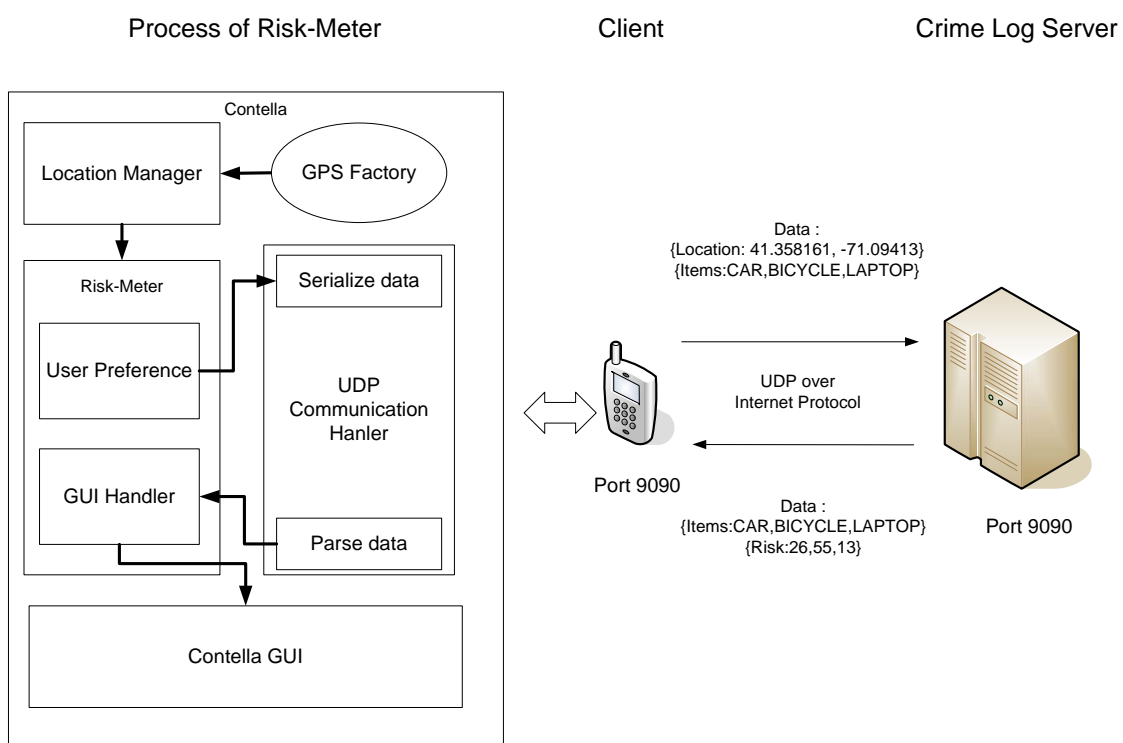 Process of Risk-Meter
Client
Crime Log Server
Contella
Location Manager
GPS Factory
Risk-Meter
Serialize data
User Preference
UDP
Communication
Hanler
GUI Handler
Parse data
Contella GUI
Data :
{Location: 41.358161, -71.09413}
{Items:CAR,BICYCLE,LAPTOP}
UDP over
Internet Protocol
Port 9090
Data :
{Items:CAR,BICYCLE,LAPTOP}
{Risk:26,55,13}
Port 9090